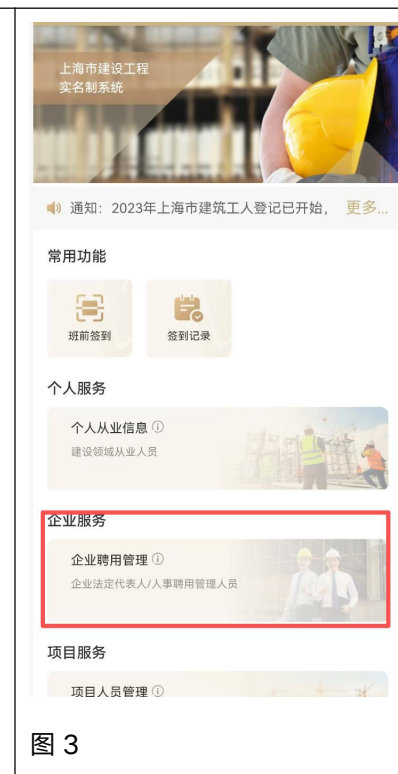 上海市建设工程
实名制系统
通知：2023年上海市建筑工人登记已开始， 更多...
常用功能
班前签到 签到记录
个人服务
个人从业信息
建设领域从业人员
企业服务
企业聘用管理
企业法定代表人/人事聘用管理人员
项目服务
项目人员管理
图 3